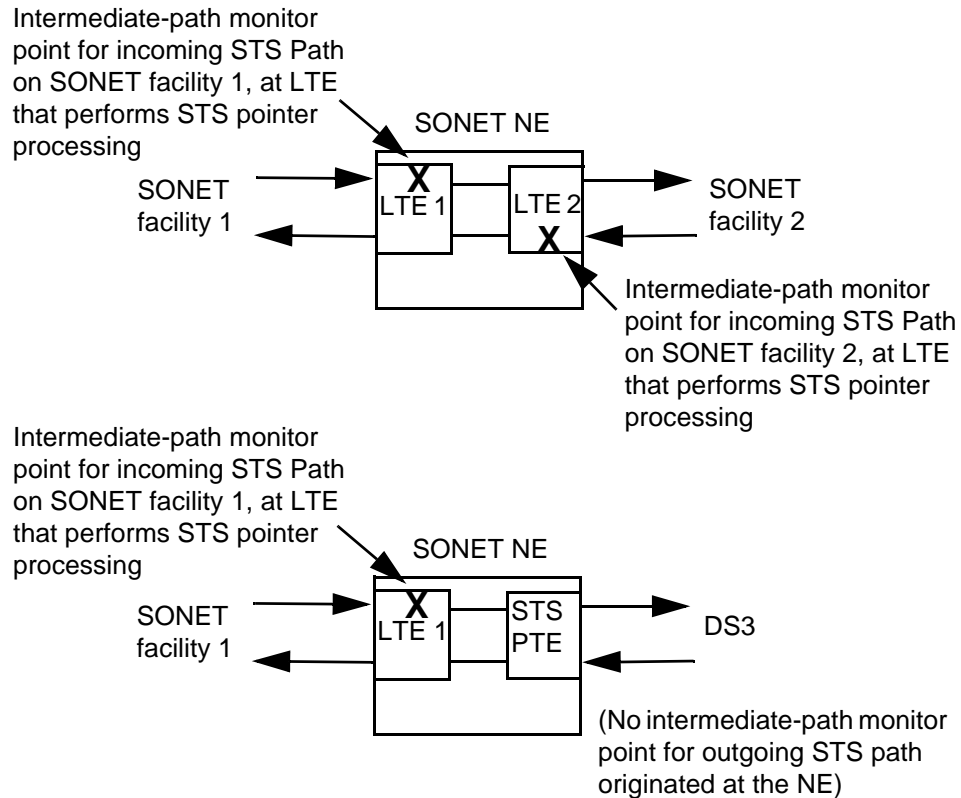 Intermediate-path monitor
point for incoming STS Path
on SONET facility 1, at LTE
that performs STS pointer
processing
SONET NE
SONET
facility 1
X
LTE 1
LTE 2
X
SONET
facility 2
Intermediate-path monitor
point for incoming STS Path
on SONET facility 2, at LTE
that performs STS pointer
processing
Intermediate-path monitor
point for incoming STS Path
on SONET facility 1, at LTE
that performs STS pointer
processing
SONET NE
SONET
facility 1
X
LTE 1
STS
PTE
DS3
(No intermediate-path monitor
point for outgoing STS path
originated at the NE)